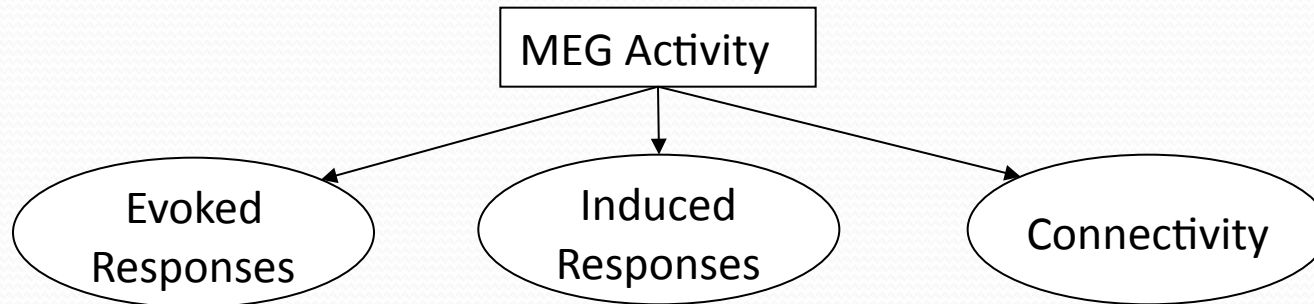 MEG Activity
Evoked
Responses
Induced
Responses
Connectivity